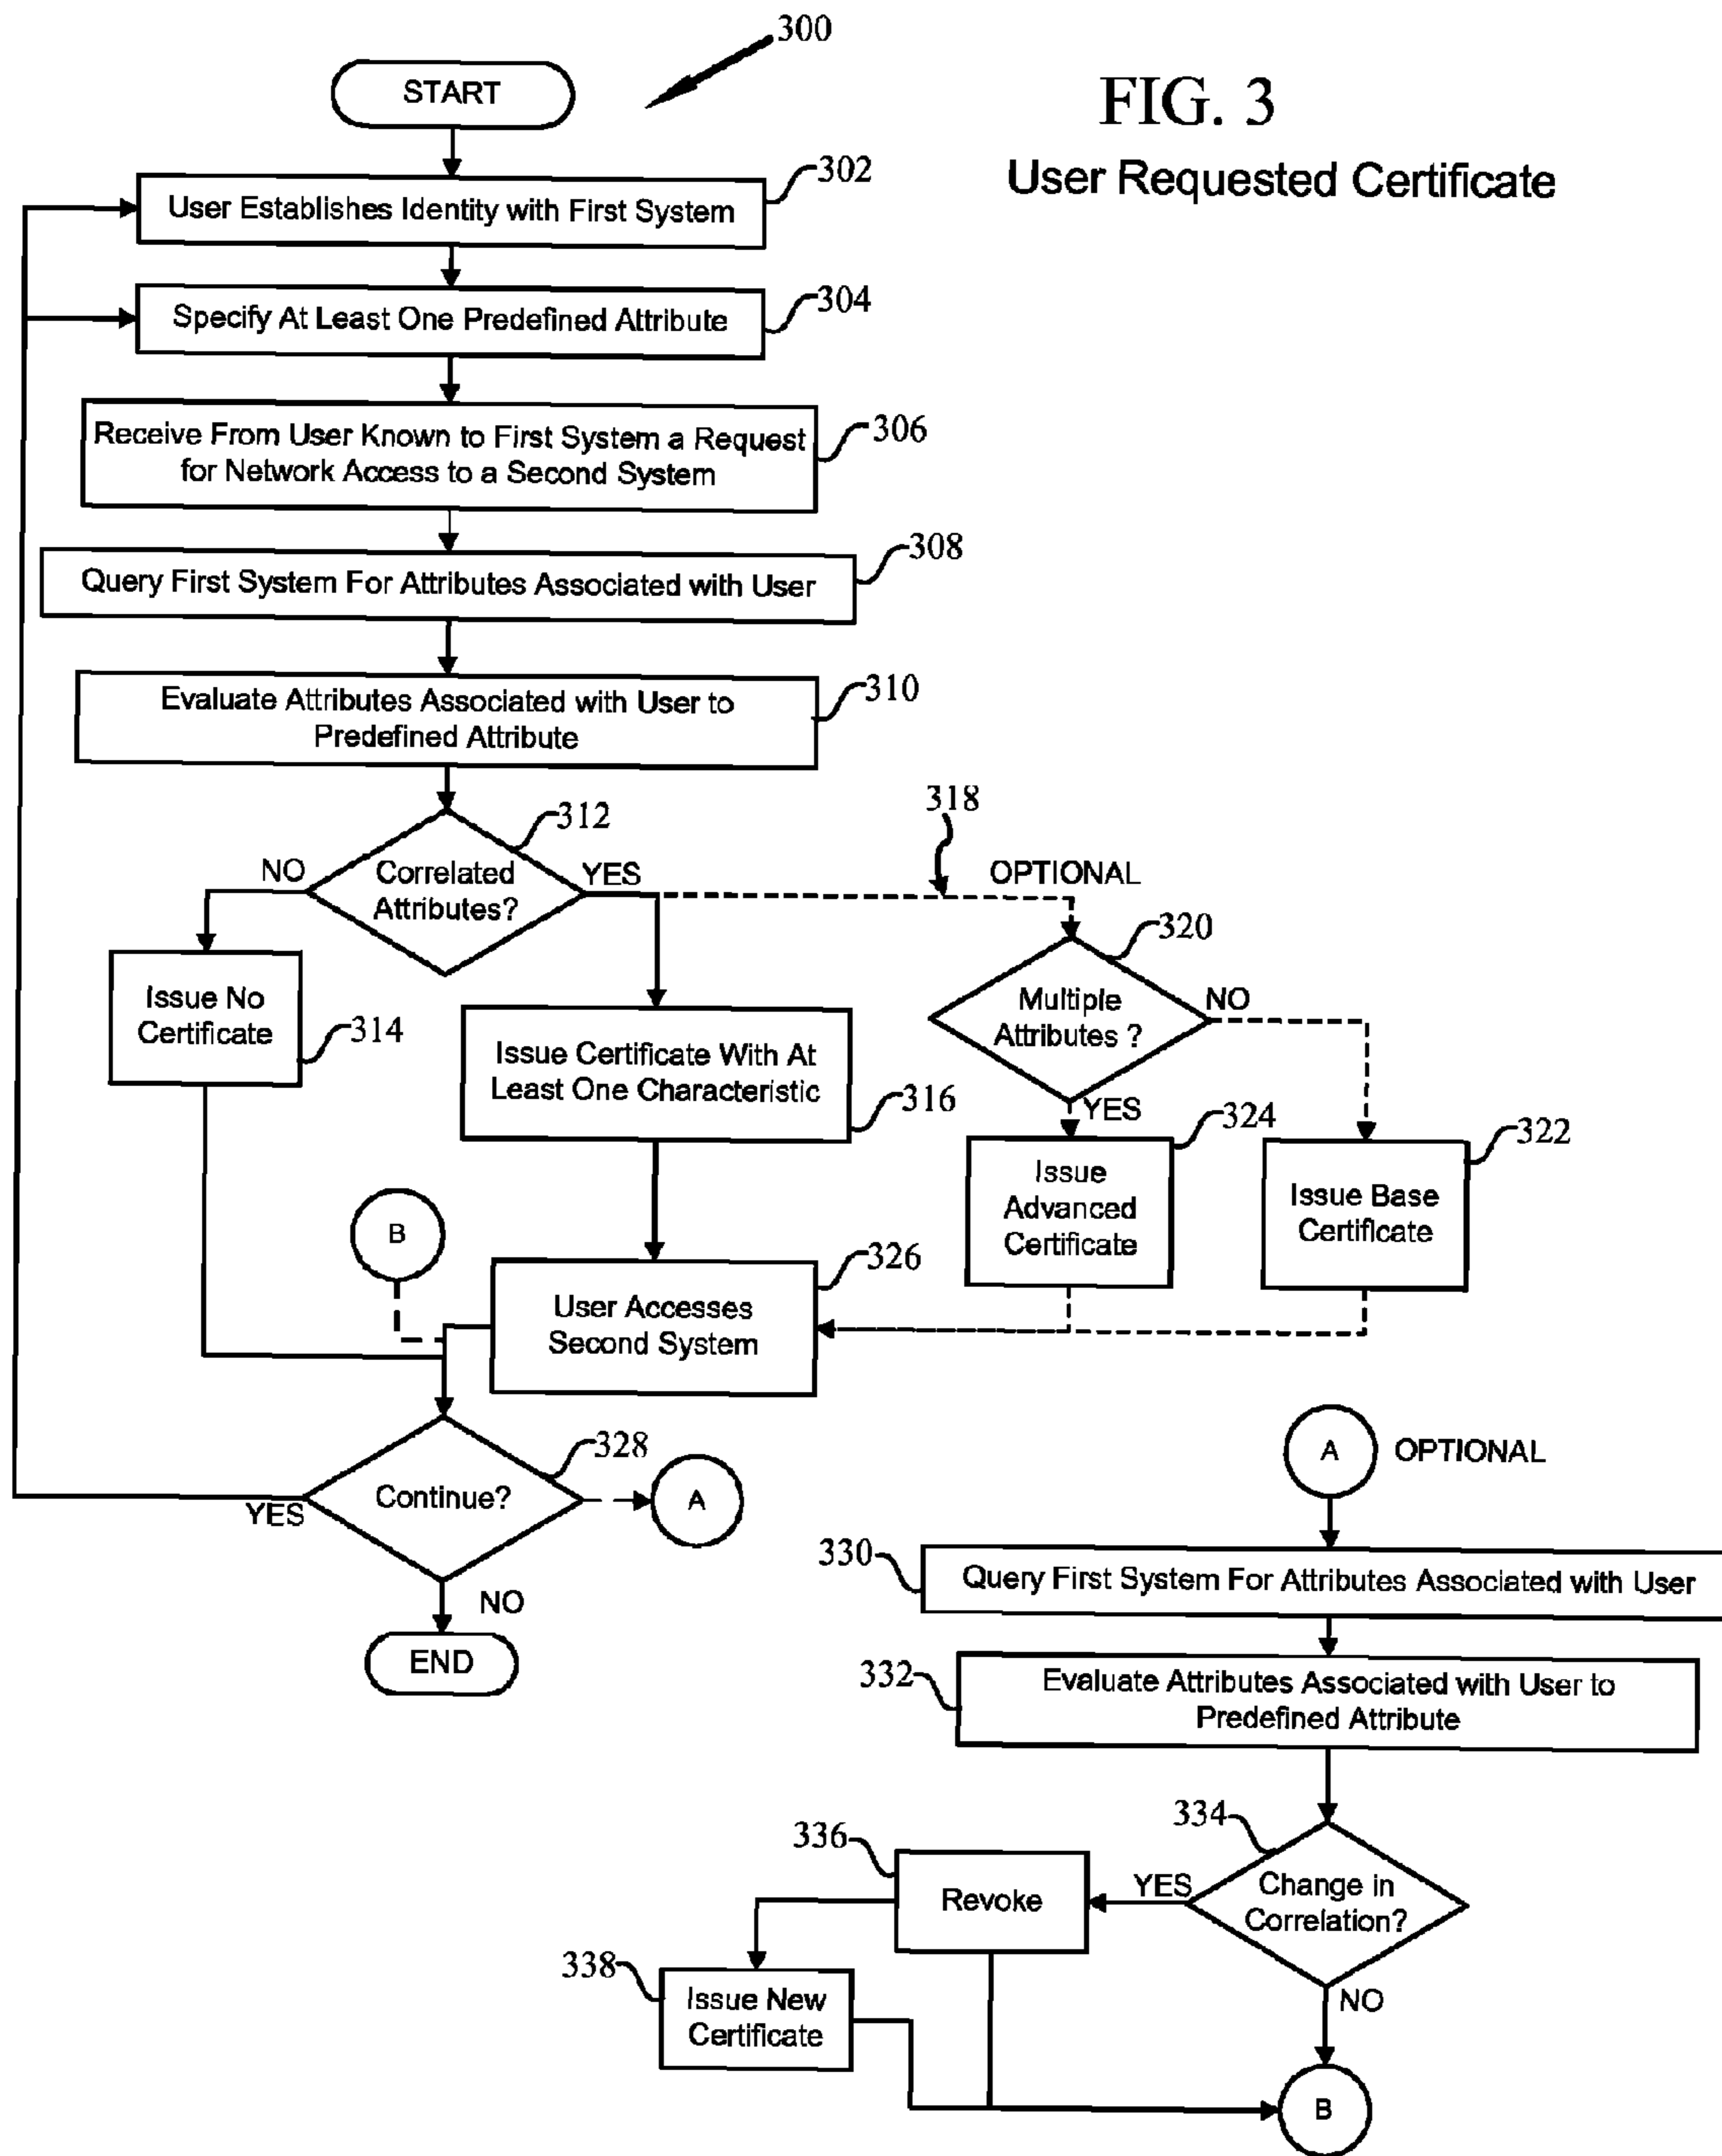 300
START
FIG. 3
User Requested Certificate
302
User Establishes Identity with First System
304
Specify At Least One Predefined Attribute
306
Receive From User Known to First System a Request
for Network Access to a Second System
308
Query First System For Attributes Associated with User
310
Evaluate Attributes Associated with User to
Predefined Attribute
312
318
NO
Correlated
Attributes?
YES
OPTIONAL
320
Multiple
Attributes ?
NO
YES
Issue No
Certificate
314
Issue Certificate With At
Least One Characteristic
316
324
Issue
Advanced
Certificate
322
Issue Base
Certificate
B
326
User Accesses
Second System
328
Continue?
YES
NO
A
END
A
OPTIONAL
330
Query First System For Attributes Associated with User
332
Evaluate Attributes Associated with User to
Predefined Attribute
334
Change in
Correlation?
YES
NO
336
Revoke
338
Issue New
Certificate
B